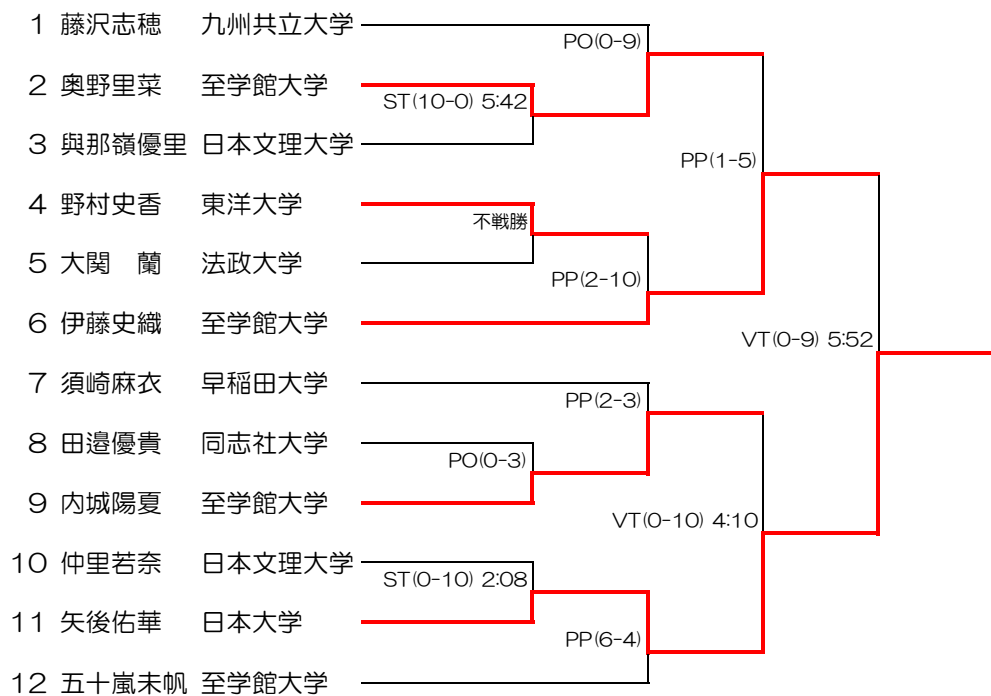 1 藤沢志穂 九州共立大学
PO(0-9)
2 奥野里菜 至学館大学
ST(10-0) 5:42
3 與那嶺優里 日本文理大学
PP(1-5)
4 野村史香 東洋大学
不戦勝
5 大関 蘭 法政大学
PP(2-10)
6 伊藤史織 至学館大学
VT(0-9) 5:52
7 須崎麻衣 早稲田大学
PP(2-3)
8 田邉優貴 同志社大学
PO(0-3)
9 内城陽夏 至学館大学
VT(0-10) 4:10
10 仲里若奈 日本文理大学
ST(0-10) 2:08
11 矢後佑華 日本大学
PP(6-4)
12 五十嵐未帆 至学館大学